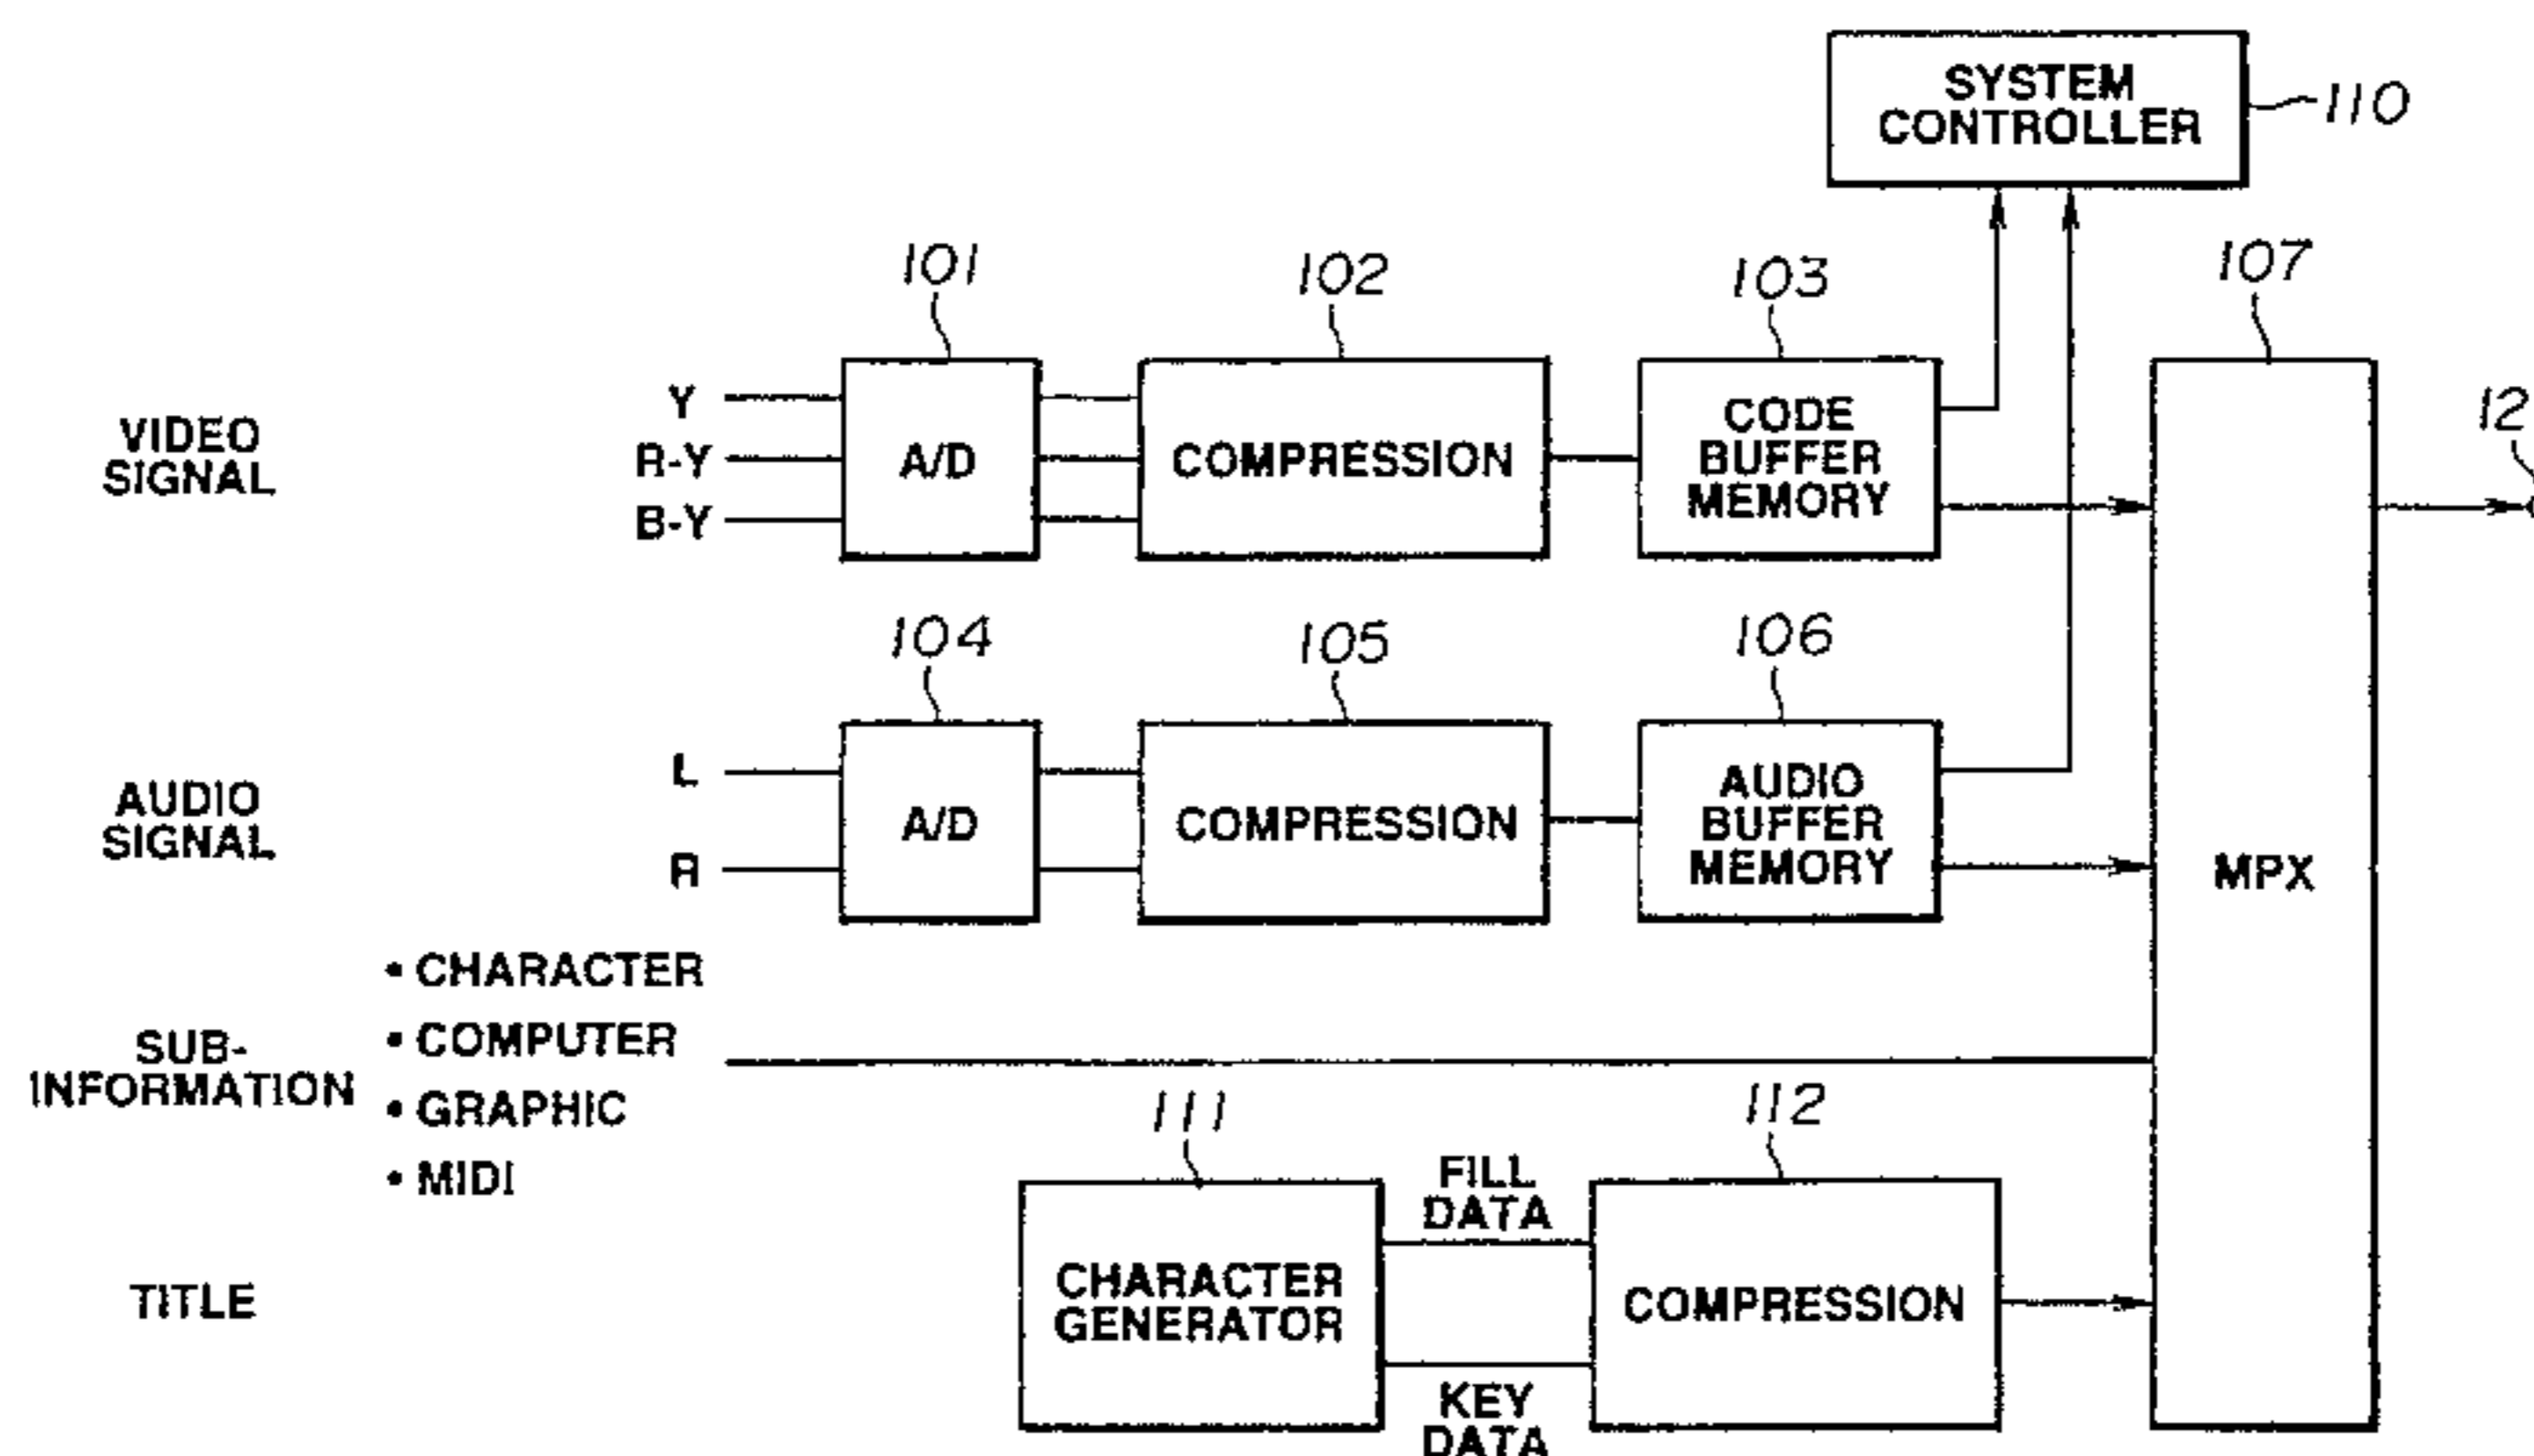 SYSTEM
CONTROLLER
110
101
102
103
107
VIDEO
SIGNAL
Y
R-Y
B-Y
A/D
COMPRESSION
CODE
BUFFER
MEMORY
12
104
105
106
AUDIO
SIGNAL
L
R
A/D
COMPRESSION
AUDIO
BUFFER
MEMORY
MPX
SUB-
INFORMATION
• CHARACTER
• COMPUTER
• GRAPHIC
• MIDI
111
112
TITLE
CHARACTER
GENERATOR
FILL
DATA
KEY
DATA
COMPRESSION